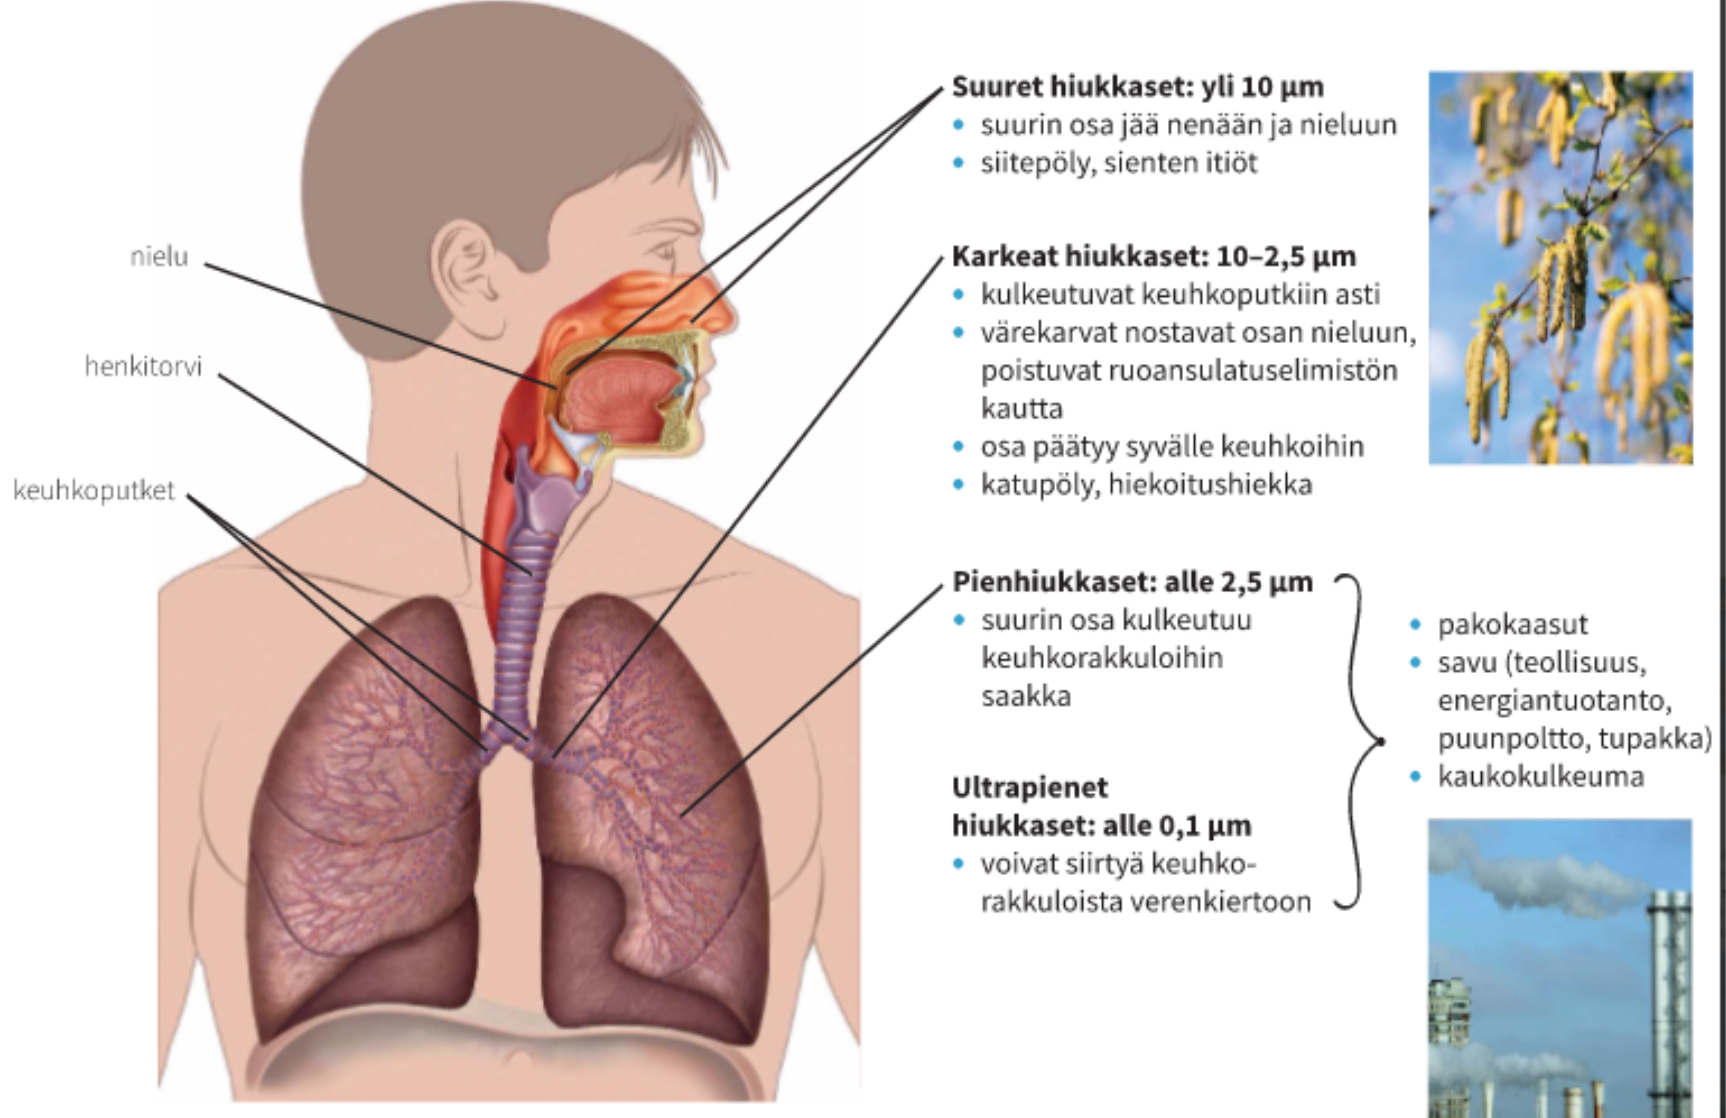 nielu
henkitorvi
keuhkoputket
Suuret hiukkaset: yli 10 µm
• suurin osa jää nenään ja nieluun
• siitepöly, sienten itiöt
Karkeat hiukkaset: 10–2,5 µm
• kulkeutuvat keuhkoputkiin asti
• värekarvat nostavat osan nieluun,
poistuvat ruoansulatuselimistön
kautta
• osa päätyy syvälle keuhkoihin
• katupöly, hiekoitushiekka
Pienhiukkaset: alle 2,5 µm
• suurin osa kulkeutuu
keuhkorakkuloihin
saakka
Ultrapienet
hiukkaset: alle 0,1 µm
• voivat siirtyä keuhko-
rakkuloista verenkiertoon
• pakokaasut
• savu (teollisuus,
energiantuotanto,
puunpoltto, tupakka)
• kaukokulkeuma